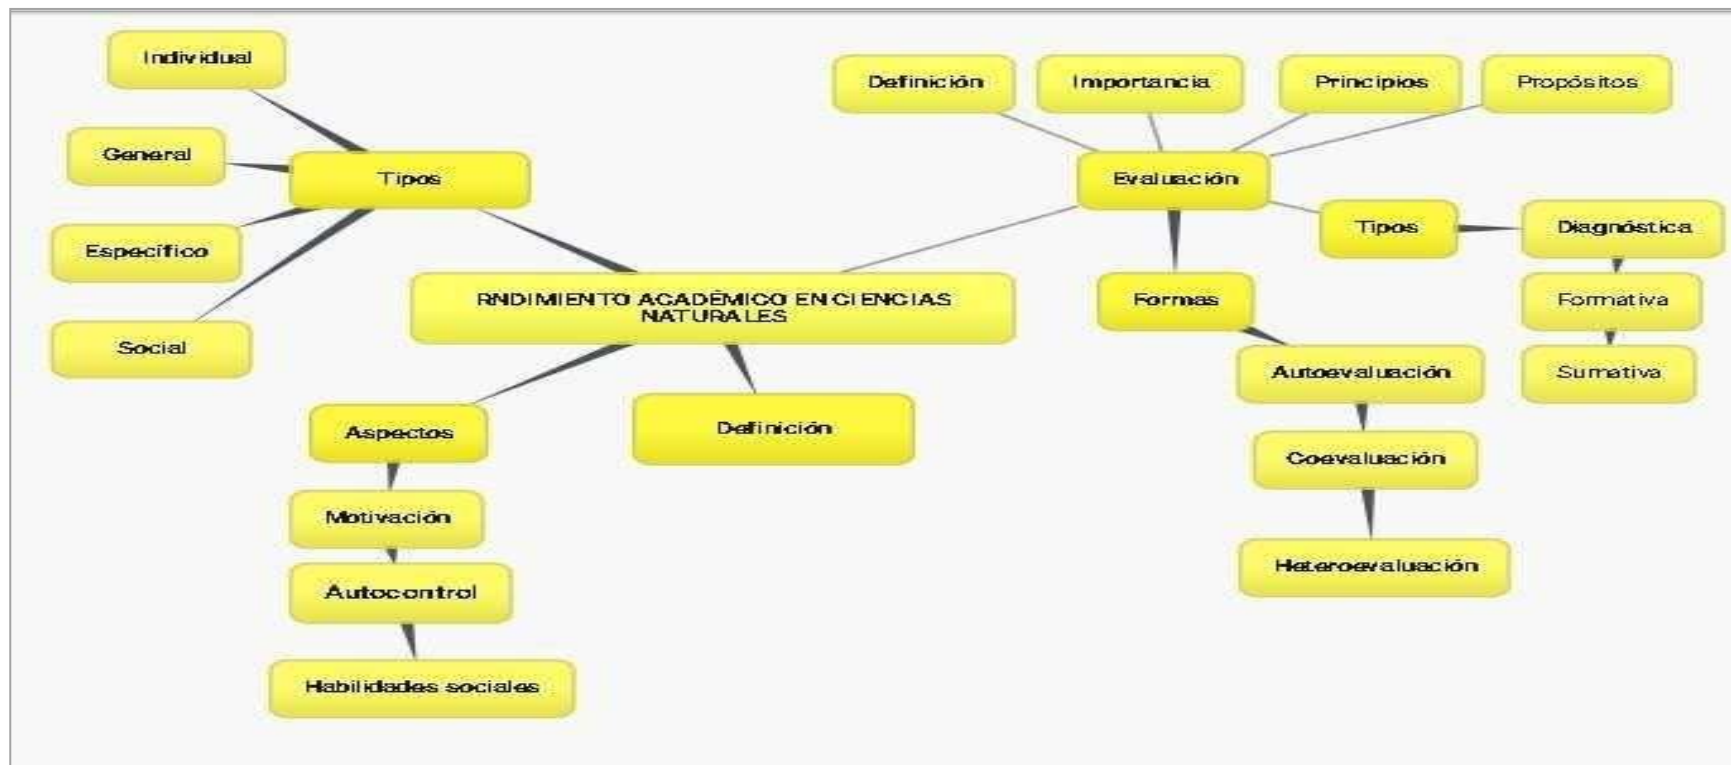 Individual
General
Específico
Social
Tipos
RNDIMIENTO ACADÉMICO EN CIENCIAS
NATURALES
Aspectos
Motivación
Autocontrol
Habilidades sociales
Definición
Evaluación
Definición
Importancia
Principios
Propósitos
Tipos
Diagnóstica
Formativa
Sumativa
Formas
Autoevaluación
Coevaluación
Heteroevaluación